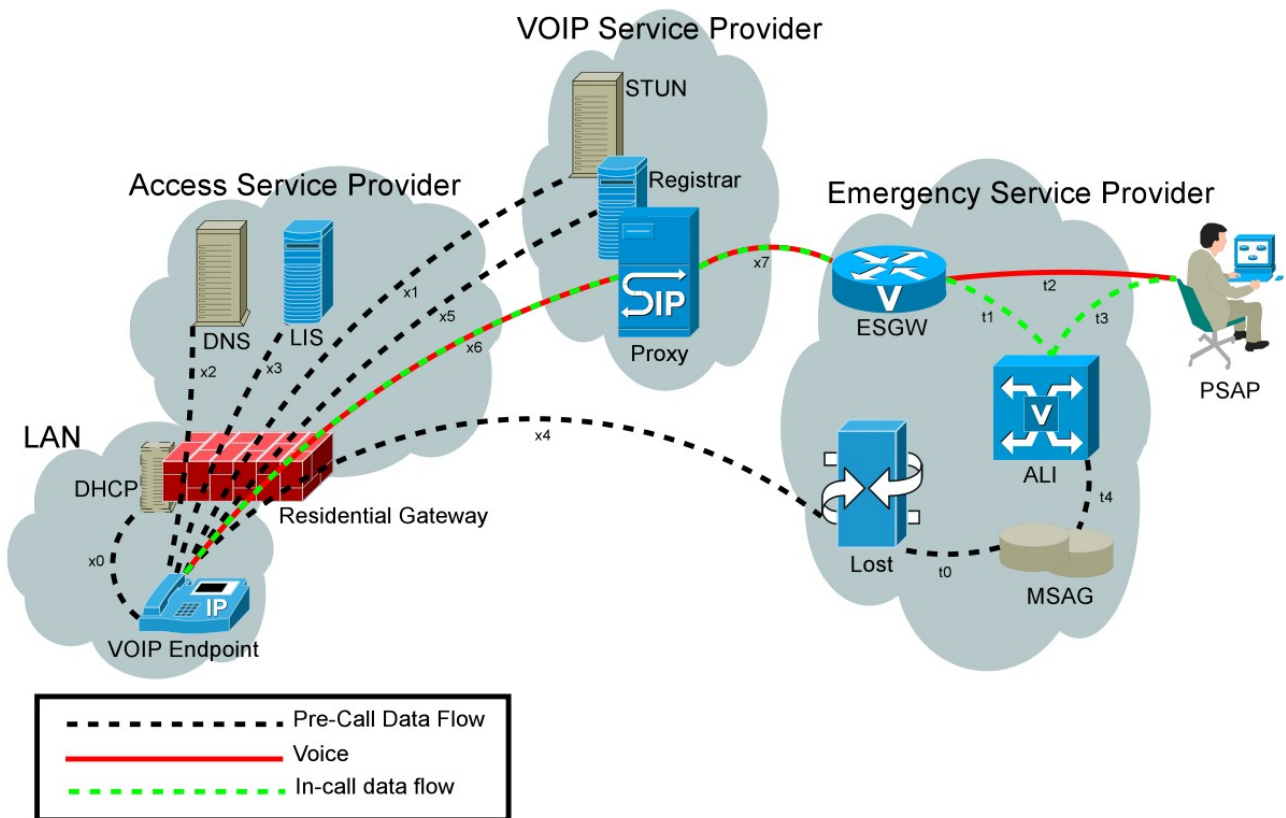 VOIP Service Provider
STUN
Registrar
Access Service Provider
Emergency Service Provider
DNS
LIS
x1
x5
x6
x7
SIP
Proxy
V
ESGW
t2
t1
t3
PSAP
x2
x3
LAN
DHCP
Residential Gateway
x4
V
ALI
t4
x0
IP
VOIP Endpoint
Lost
t0
MSAG
Pre-Call Data Flow
Voice
In-call data flow